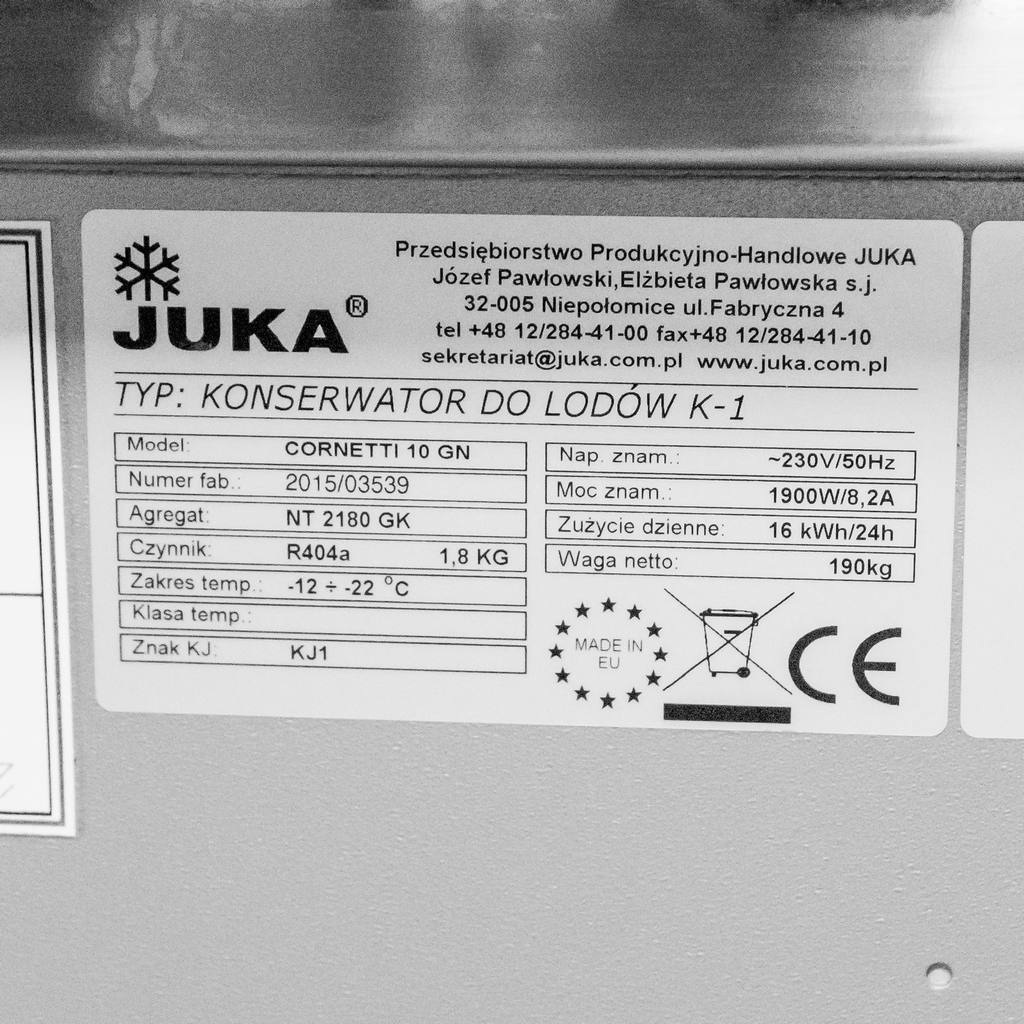 JUKA®
Przedsiębiorstwo Produkcyjno-Handlowe JUKA
Józef Pawłowski,Elżbieta Pawłowska s.j.
32-005 Niepołomice ul.Fabryczna 4
tel +48 12/284-41-00 fax+48 12/284-41-10
sekretariat@juka.com.pl www.juka.com.pl
TYP: KONSERWATOR DO LODÓW K-1
Model: CORNETTI 10 GN
Numer fab.: 2015/03539
Agregat: NT 2180 GK
Czynnik: R404a 1,8 KG
Zakres temp.: -12 ÷ -22 °C
Klasa temp.:
Znak KJ: KJ1
Nap. znam.: ~230V/50Hz
Moc znam.: 1900W/8,2A
Zużycie dzienne: 16 kWh/24h
Waga netto: 190kg
MADE IN
EU
CE